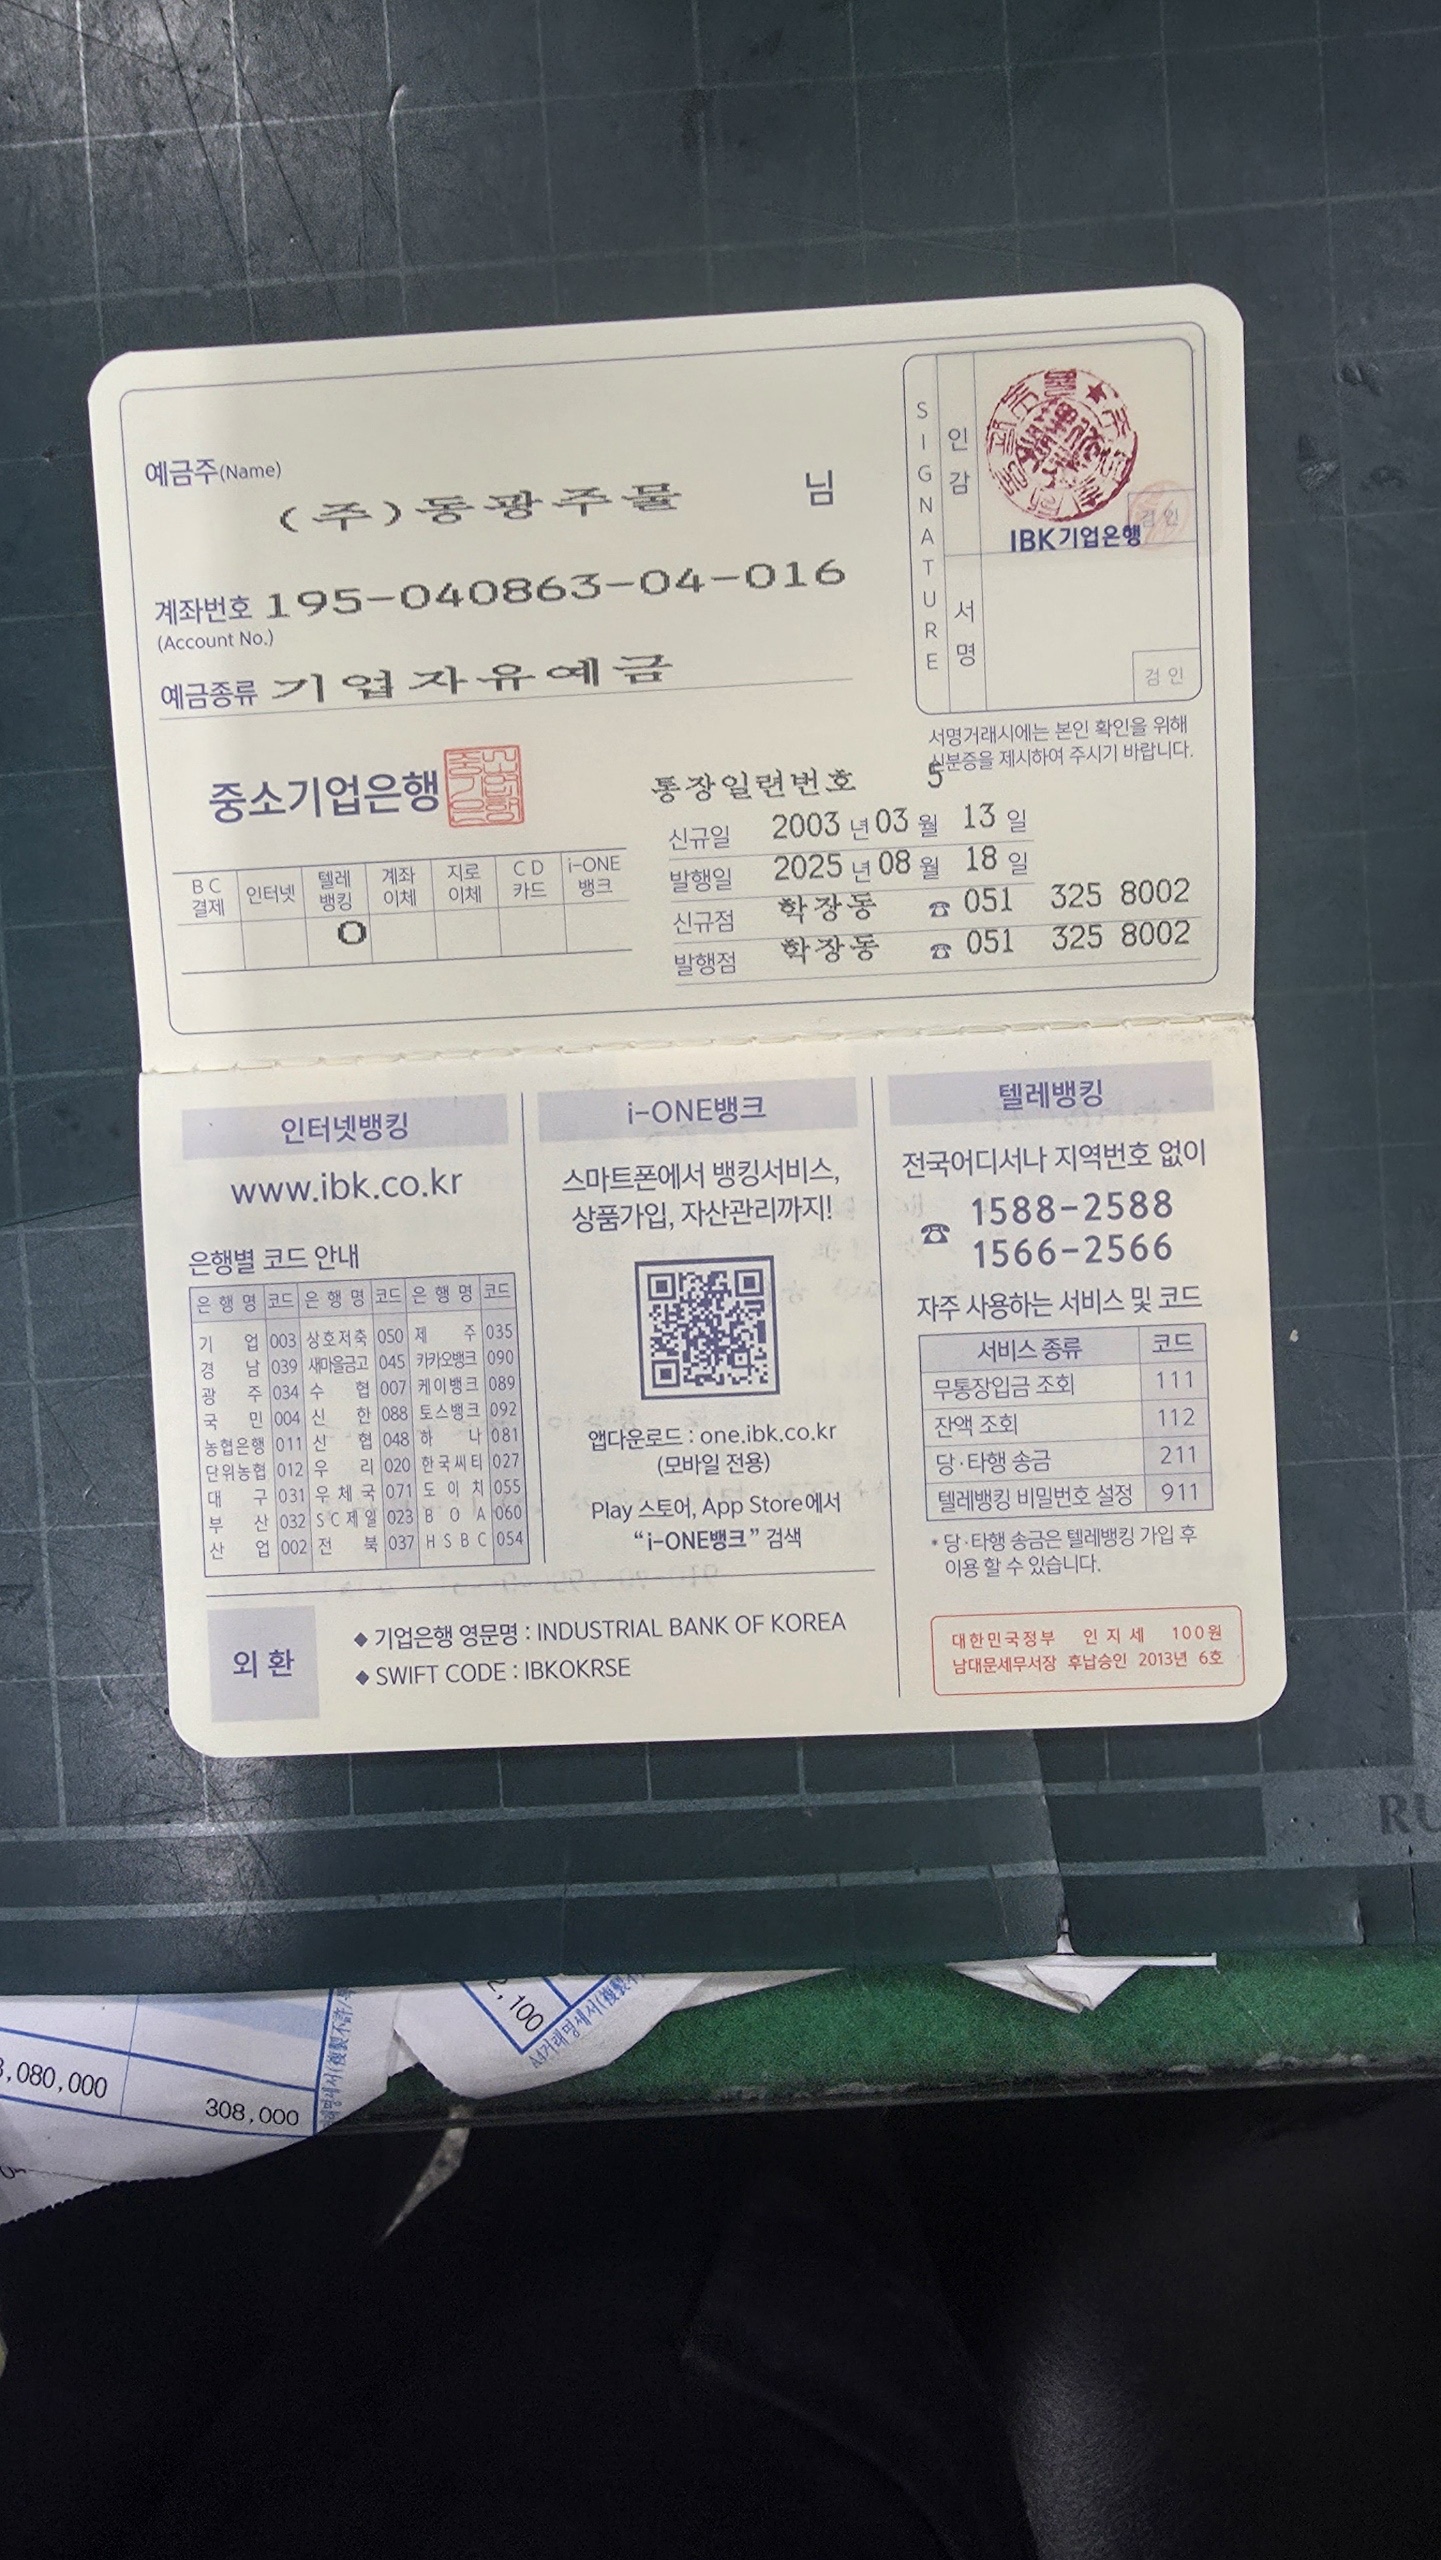 예금주(Name)
(주)동광주물 님
계좌번호 195-040863-04-016
(Account No.)
예금종류 기업자유예금
SIGNATURE
인감
IBK기업은행
검인
서명
검인
서명거래시에는 본인 확인을 위해
신분증을 제시하여 주시기 바랍니다.
중소기업은행
통장일련번호 5
신규일 2003 년 03 월 13 일
발행일 2025 년 08 월 18 일
신규점 학장동 ☎ 051 325 8002
발행점 학장동 ☎ 051 325 8002
BC결제 인터넷 텔레뱅킹 계좌이체 지로이체 CD카드 i-ONE뱅크
O
인터넷뱅킹
www.ibk.co.kr
은행별 코드 안내
은행명 코드 은행명 코드 은행명 코드
기 업 003 상호저축 050 제 주 035
경 남 039 새마을금고 045 카카오뱅크 090
광 주 034 수 협 007 케이뱅크 089
국 민 004 신 한 088 토스뱅크 092
농협은행 011 신 협 048 하 나 081
단위농협 012 우 리 020 한국씨티 027
대 구 031 우체국 071 도이치 055
부 산 032 SC제일 023 B O A 060
산 업 002 전 북 037 H S B C 054
i-ONE뱅크
스마트폰에서 뱅킹서비스,
상품가입, 자산관리까지!
앱다운로드 : one.ibk.co.kr
(모바일 전용)
Play 스토어, App Store에서
“i-ONE뱅크” 검색
텔레뱅킹
전국어디서나 지역번호 없이
☎ 1588-2588
1566-2566
자주 사용하는 서비스 및 코드
서비스 종류 코드
무통장입금 조회 111
잔액 조회 112
당·타행 송금 211
텔레뱅킹 비밀번호 설정 911
* 당·타행 송금은 텔레뱅킹 가입 후
이용 할 수 있습니다.
외 환
◆ 기업은행 영문명 : INDUSTRIAL BANK OF KOREA
◆ SWIFT CODE : IBKOKRSE
대한민국정부 인 지 세 100원
남대문세무서장 후납승인 2013년 6호
RU
,080,000
308,000
2,100
A4거래명세서(複製不